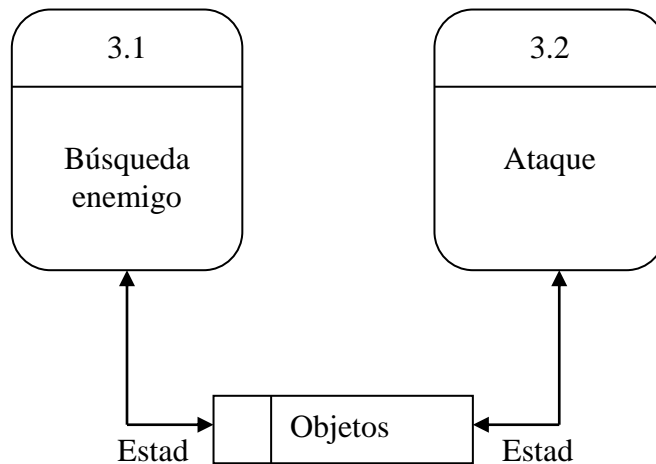 3.1
Búsqueda
enemigo
3.2
Ataque
Objetos
Estad
Estad